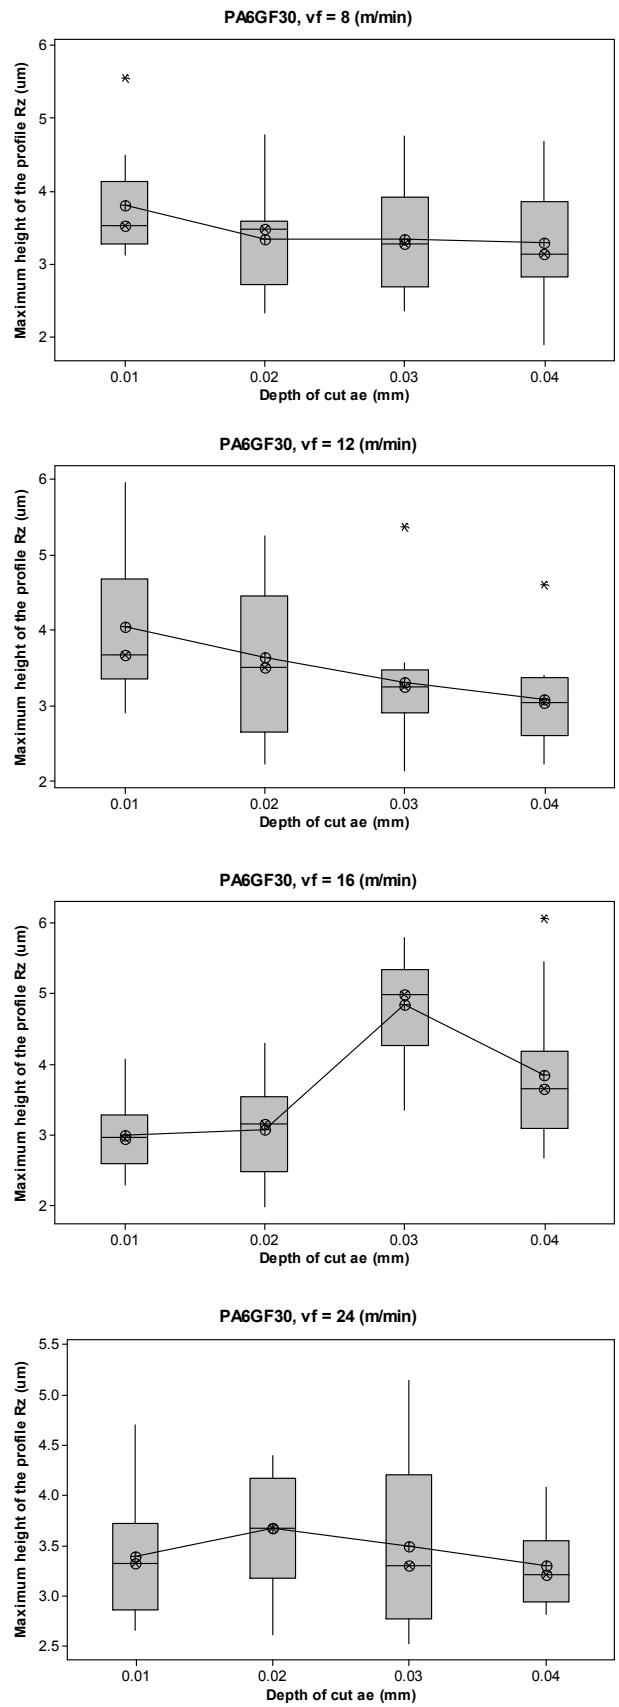 PA6GF30, vf = 8 (m/min)
Maximum height of the profile Rz (um)
6
5
4
3
2
0.01 0.02 0.03 0.04
Depth of cut ae (mm)
PA6GF30, vf = 12 (m/min)
Maximum height of the profile Rz (um)
6
5
4
3
2
0.01 0.02 0.03 0.04
Depth of cut ae (mm)
PA6GF30, vf = 16 (m/min)
Maximum height of the profile Rz (um)
6
5
4
3
2
0.01 0.02 0.03 0.04
Depth of cut ae (mm)
PA6GF30, vf = 24 (m/min)
Maximum height of the profile Rz (um)
5.5
5.0
4.5
4.0
3.5
3.0
2.5
0.01 0.02 0.03 0.04
Depth of cut ae (mm)